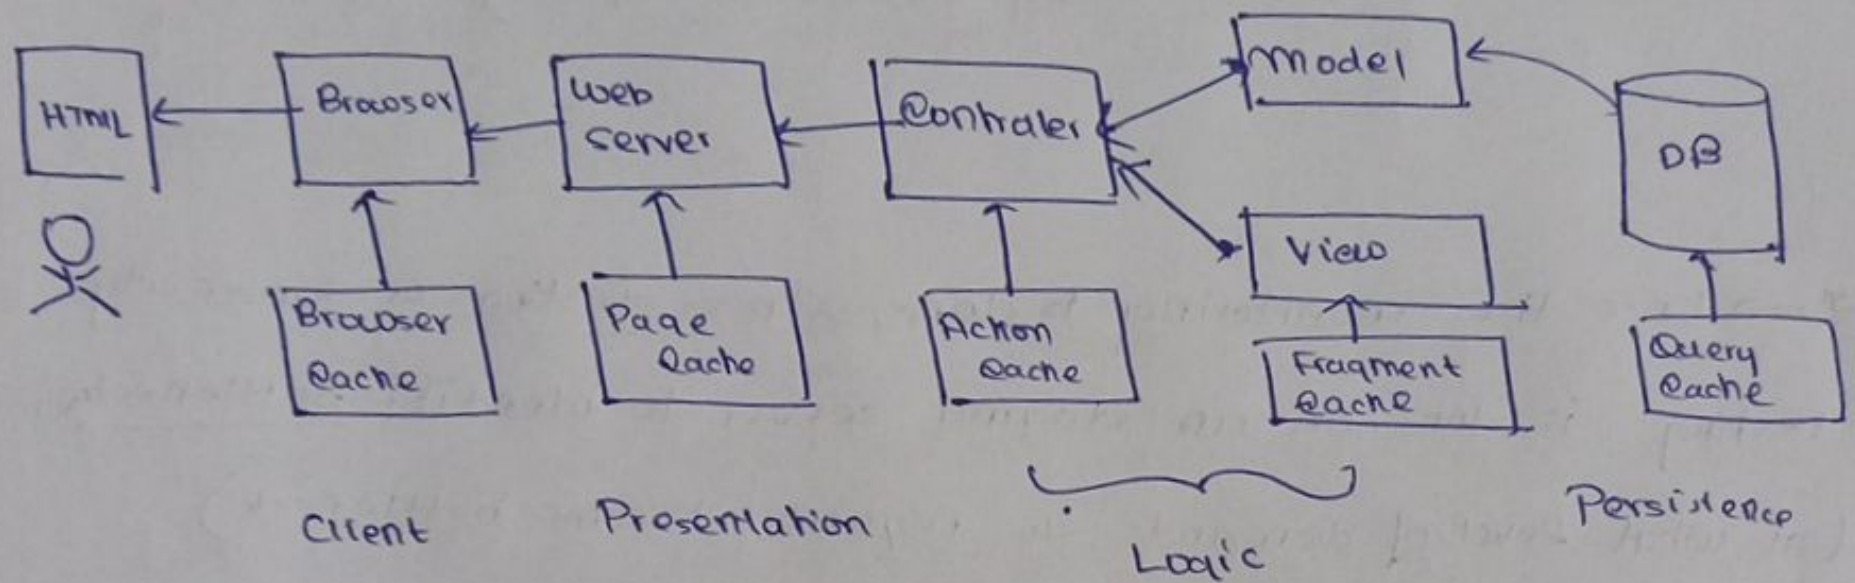 HTML
Browser
Web
server
Contraler
Model
DB
View
Browser
Cache
Page
Cache
Action
Cache
Fragment
Cache
Query
Cache
Client
Presentation
Logic
Persistence